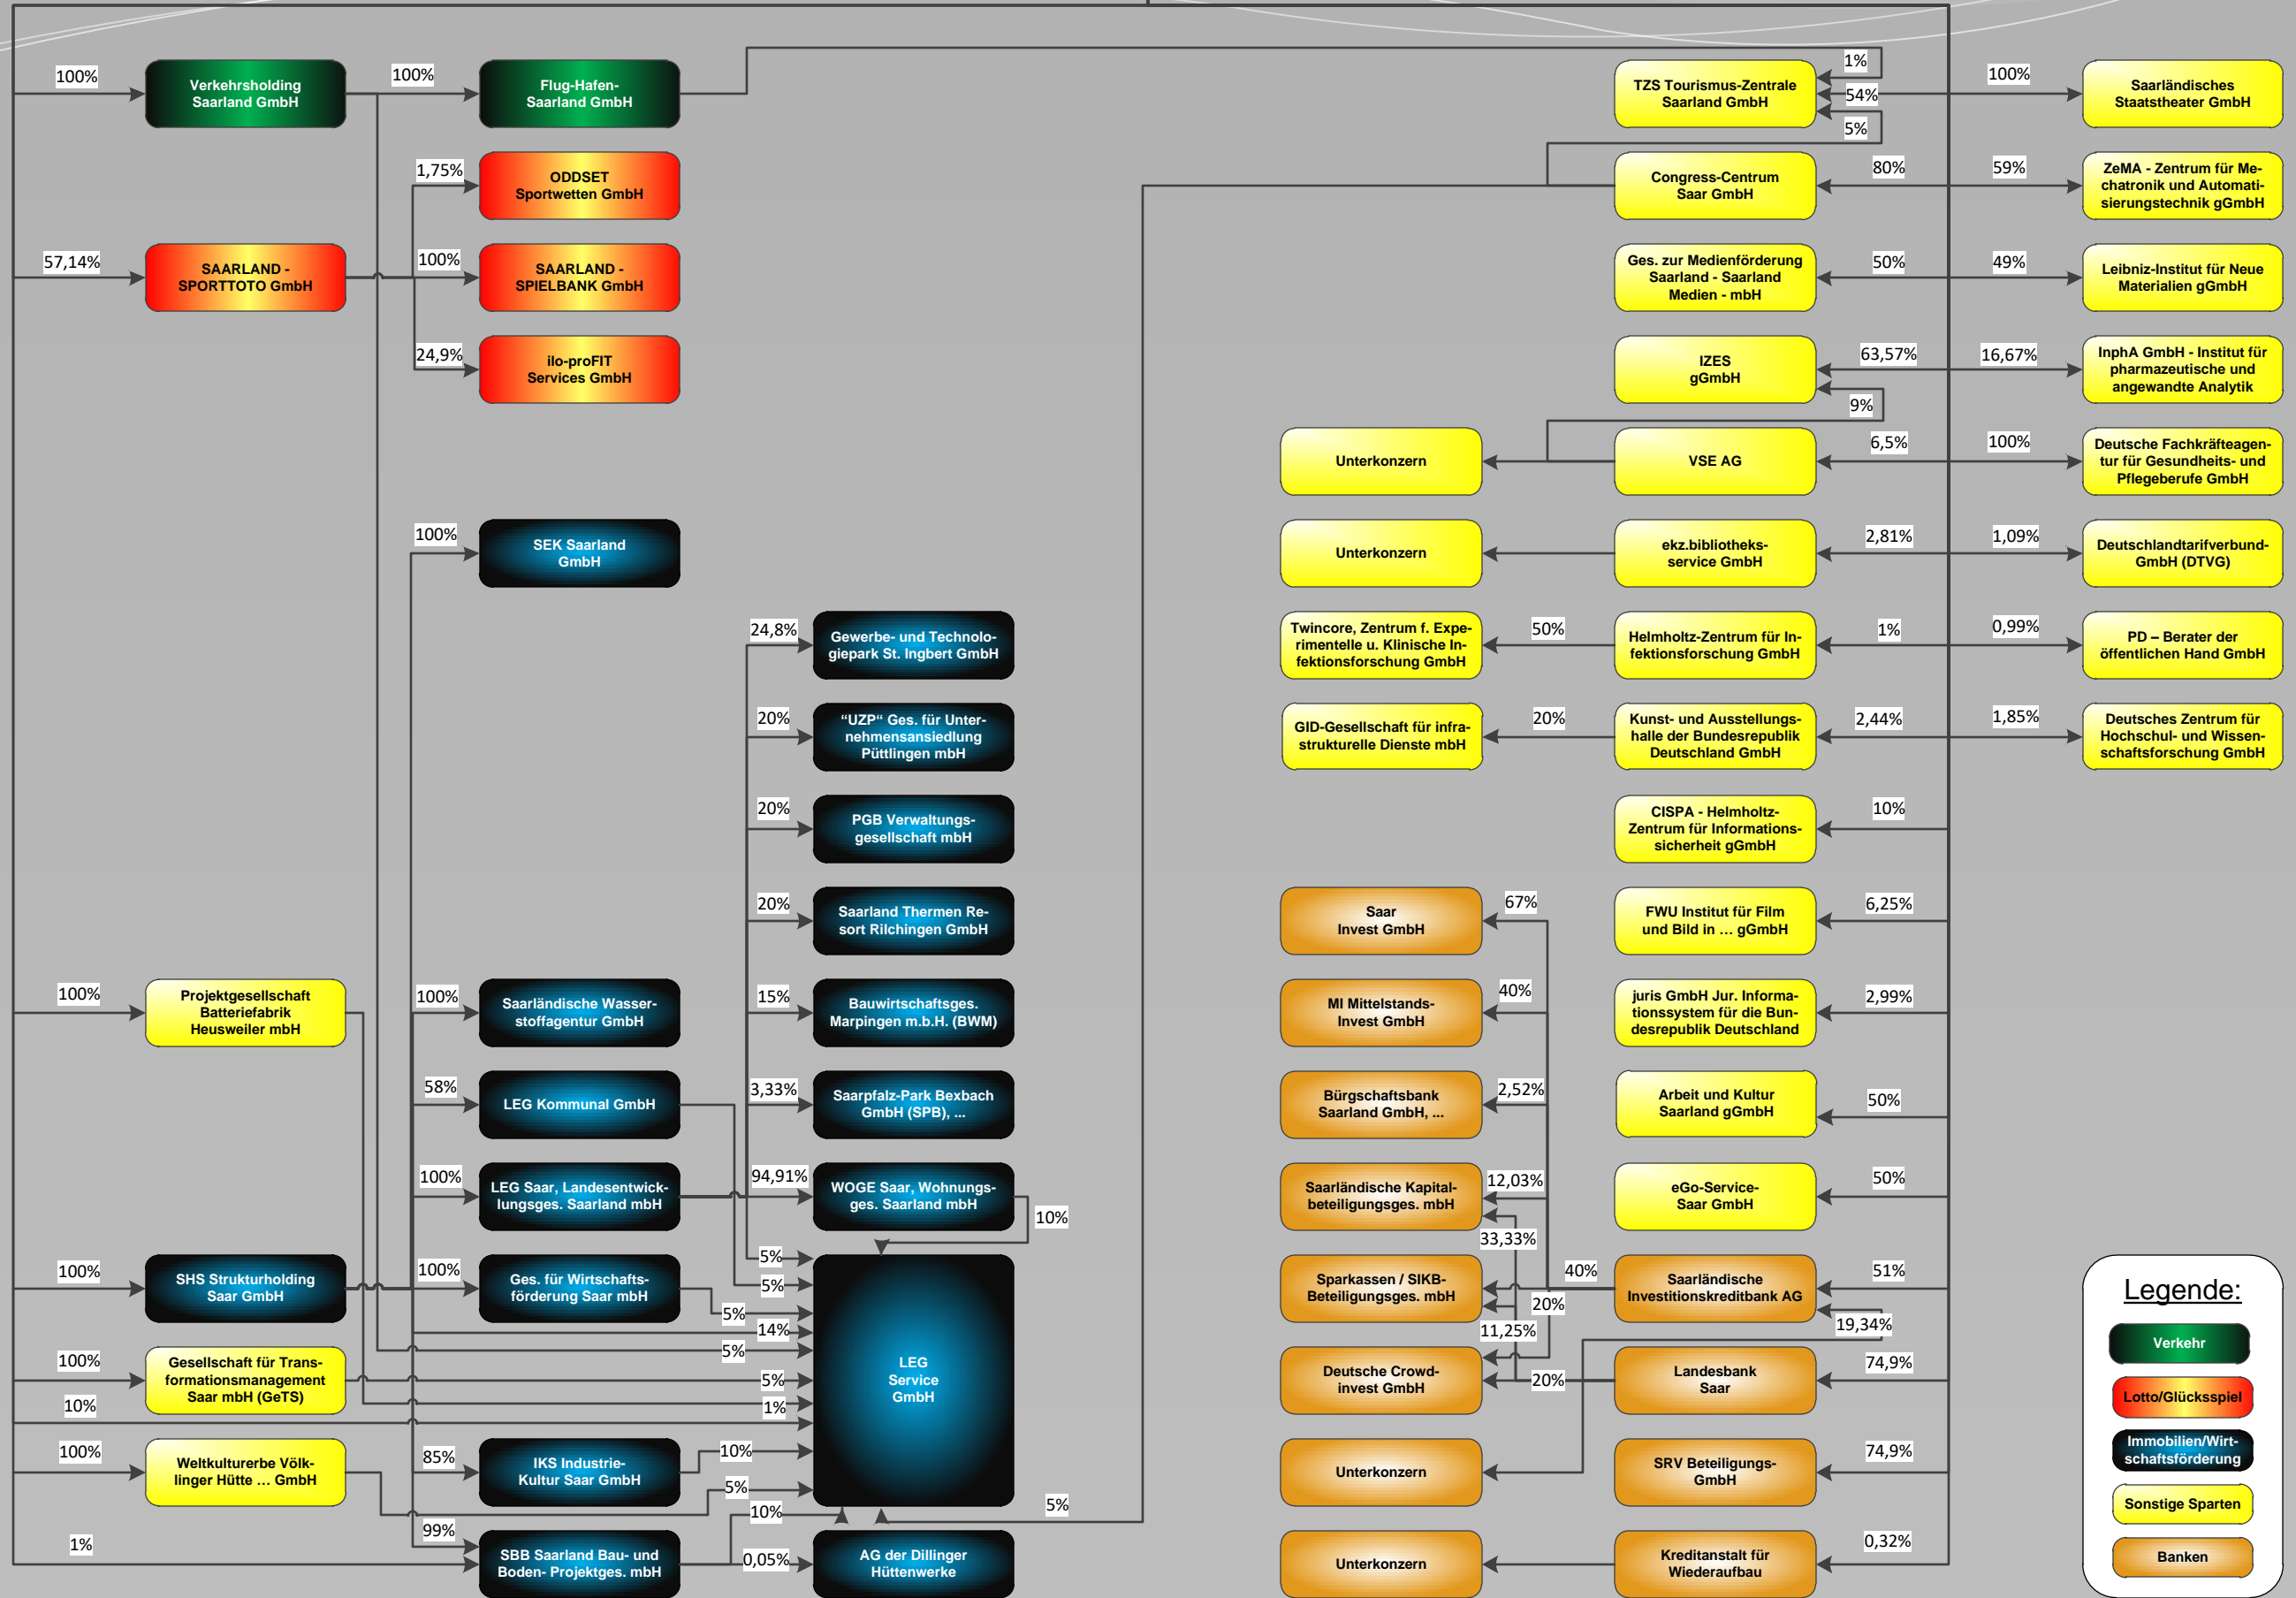 100%
Verkehrsholding
Saarland GmbH
100%
Flug-Hafen-
Saarland GmbH
1,75%
ODDSET
Sportwetten GmbH
57,14%
SAARLAND -
SPORTTOTO GmbH
100%
SAARLAND -
SPIELBANK GmbH
24,9%
ilo-proFIT
Services GmbH
100%
SEK Saarland
GmbH
24,8%
Gewerbe- und Technolo-
giepark St. Ingbert GmbH
20%
“UZP“ Ges. für Unter-
nehmensansiedlung
Püttlingen mbH
20%
PGB Verwaltungs-
gesellschaft mbH
20%
Saarland Thermen Re-
sort Rilchingen GmbH
100%
Projektgesellschaft
Batteriefabrik
Heusweiler mbH
100%
Saarländische Wasser-
stoffagentur GmbH
15%
Bauwirtschaftsges.
Marpingen m.b.H. (BWM)
58%
LEG Kommunal GmbH
3,33%
Saarpfalz-Park Bexbach
GmbH (SPB), ...
100%
LEG Saar, Landesentwick-
lungsges. Saarland mbH
94,91%
WOGE Saar, Wohnungs-
ges. Saarland mbH
10%
100%
SHS Strukturholding
Saar GmbH
100%
Ges. für Wirtschafts-
förderung Saar mbH
5%
5%
5%
14%
5%
100%
Gesellschaft für Trans-
formationsmanagement
Saar mbH (GeTS)
5%
1%
10%
LEG
Service
GmbH
100%
Weltkulturerbe Völk-
linger Hütte ... GmbH
85%
IKS Industrie-
Kultur Saar GmbH
10%
5%
10%
5%
1%
99%
SBB Saarland Bau- und
Boden- Projektges. mbH
0,05%
AG der Dillinger
Hüttenwerke
TZS Tourismus-Zentrale
Saarland GmbH
1%
54%
5%
100%
Saarländisches
Staatstheater GmbH
Congress-Centrum
Saar GmbH
80%
59%
ZeMA - Zentrum für Me-
chatronik und Automati-
sierungstechnik gGmbH
Ges. zur Medienförderung
Saarland - Saarland
Medien - mbH
50%
49%
Leibniz-Institut für Neue
Materialien gGmbH
IZES
gGmbH
63,57%
16,67%
InphA GmbH - Institut für
pharmazeutische und
angewandte Analytik
9%
Unterkonzern
VSE AG
6,5%
100%
Deutsche Fachkräfteagen-
tur für Gesundheits- und
Pflegeberufe GmbH
Unterkonzern
ekz.bibliotheks-
service GmbH
2,81%
1,09%
Deutschlandtarifverbund-
GmbH (DTVG)
Twincore, Zentrum f. Expe-
rimentelle u. Klinische In-
fektionsforschung GmbH
50%
Helmholtz-Zentrum für In-
fektionsforschung GmbH
1%
0,99%
PD – Berater der
öffentlichen Hand GmbH
GID-Gesellschaft für infra-
strukturelle Dienste mbH
20%
Kunst- und Ausstellungs-
halle der Bundesrepublik
Deutschland GmbH
2,44%
1,85%
Deutsches Zentrum für
Hochschul- und Wissen-
schaftsforschung GmbH
CISPA - Helmholtz-
Zentrum für Informations-
sicherheit gGmbH
10%
Saar
Invest GmbH
67%
FWU Institut für Film
und Bild in ... gGmbH
6,25%
MI Mittelstands-
Invest GmbH
40%
juris GmbH Jur. Informa-
tionssystem für die Bun-
desrepublik Deutschland
2,99%
Bürgschaftsbank
Saarland GmbH, ...
2,52%
Arbeit und Kultur
Saarland gGmbH
50%
Saarländische Kapital-
beteiligungsges. mbH
12,03%
33,33%
eGo-Service-
Saar GmbH
50%
Sparkassen / SIKB-
Beteiligungsges. mbH
40%
20%
11,25%
Saarländische
Investitionskreditbank AG
51%
19,34%
Deutsche Crowd-
invest GmbH
20%
Landesbank
Saar
74,9%
Unterkonzern
SRV Beteiligungs-
GmbH
74,9%
Unterkonzern
Kreditanstalt für
Wiederaufbau
0,32%
Legende:
Verkehr
Lotto/Glücksspiel
Immobilien/Wirt-
schaftsförderung
Sonstige Sparten
Banken